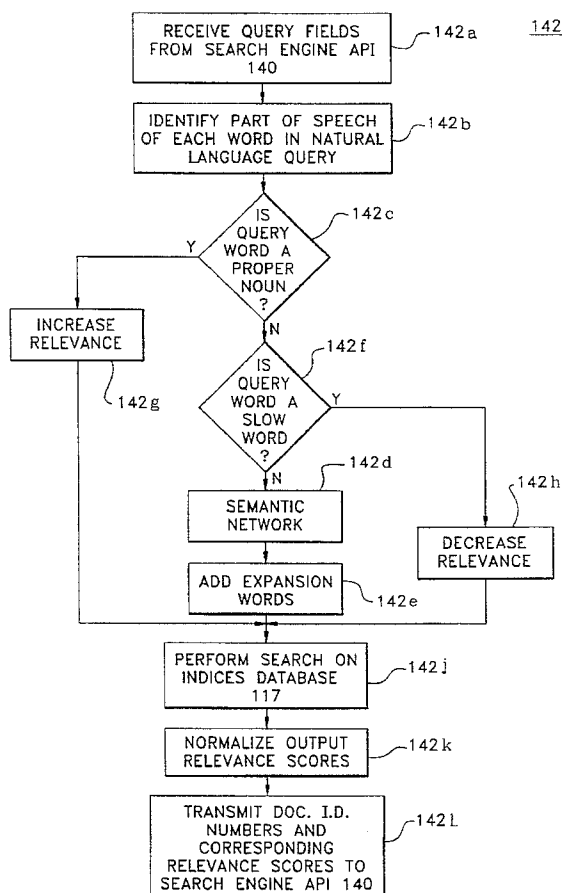 142
RECEIVE QUERY FIELDS
FROM SEARCH ENGINE API
140
142a
IDENTIFY PART OF SPEECH
OF EACH WORD IN NATURAL
LANGUAGE QUERY
142b
IS
QUERY
WORD A
PROPER
NOUN
?
142c
Y
N
INCREASE
RELEVANCE
142g
IS
QUERY
WORD A
SLOW
WORD
?
142f
Y
N
SEMANTIC
NETWORK
142d
DECREASE
RELEVANCE
142h
ADD EXPANSION
WORDS
142e
PERFORM SEARCH ON
INDICES DATABASE
117
142j
NORMALIZE OUTPUT
RELEVANCE SCORES
142k
TRANSMIT DOC. I.D.
NUMBERS AND
CORRESPONDING
RELEVANCE SCORES TO
SEARCH ENGINE API 140
142l